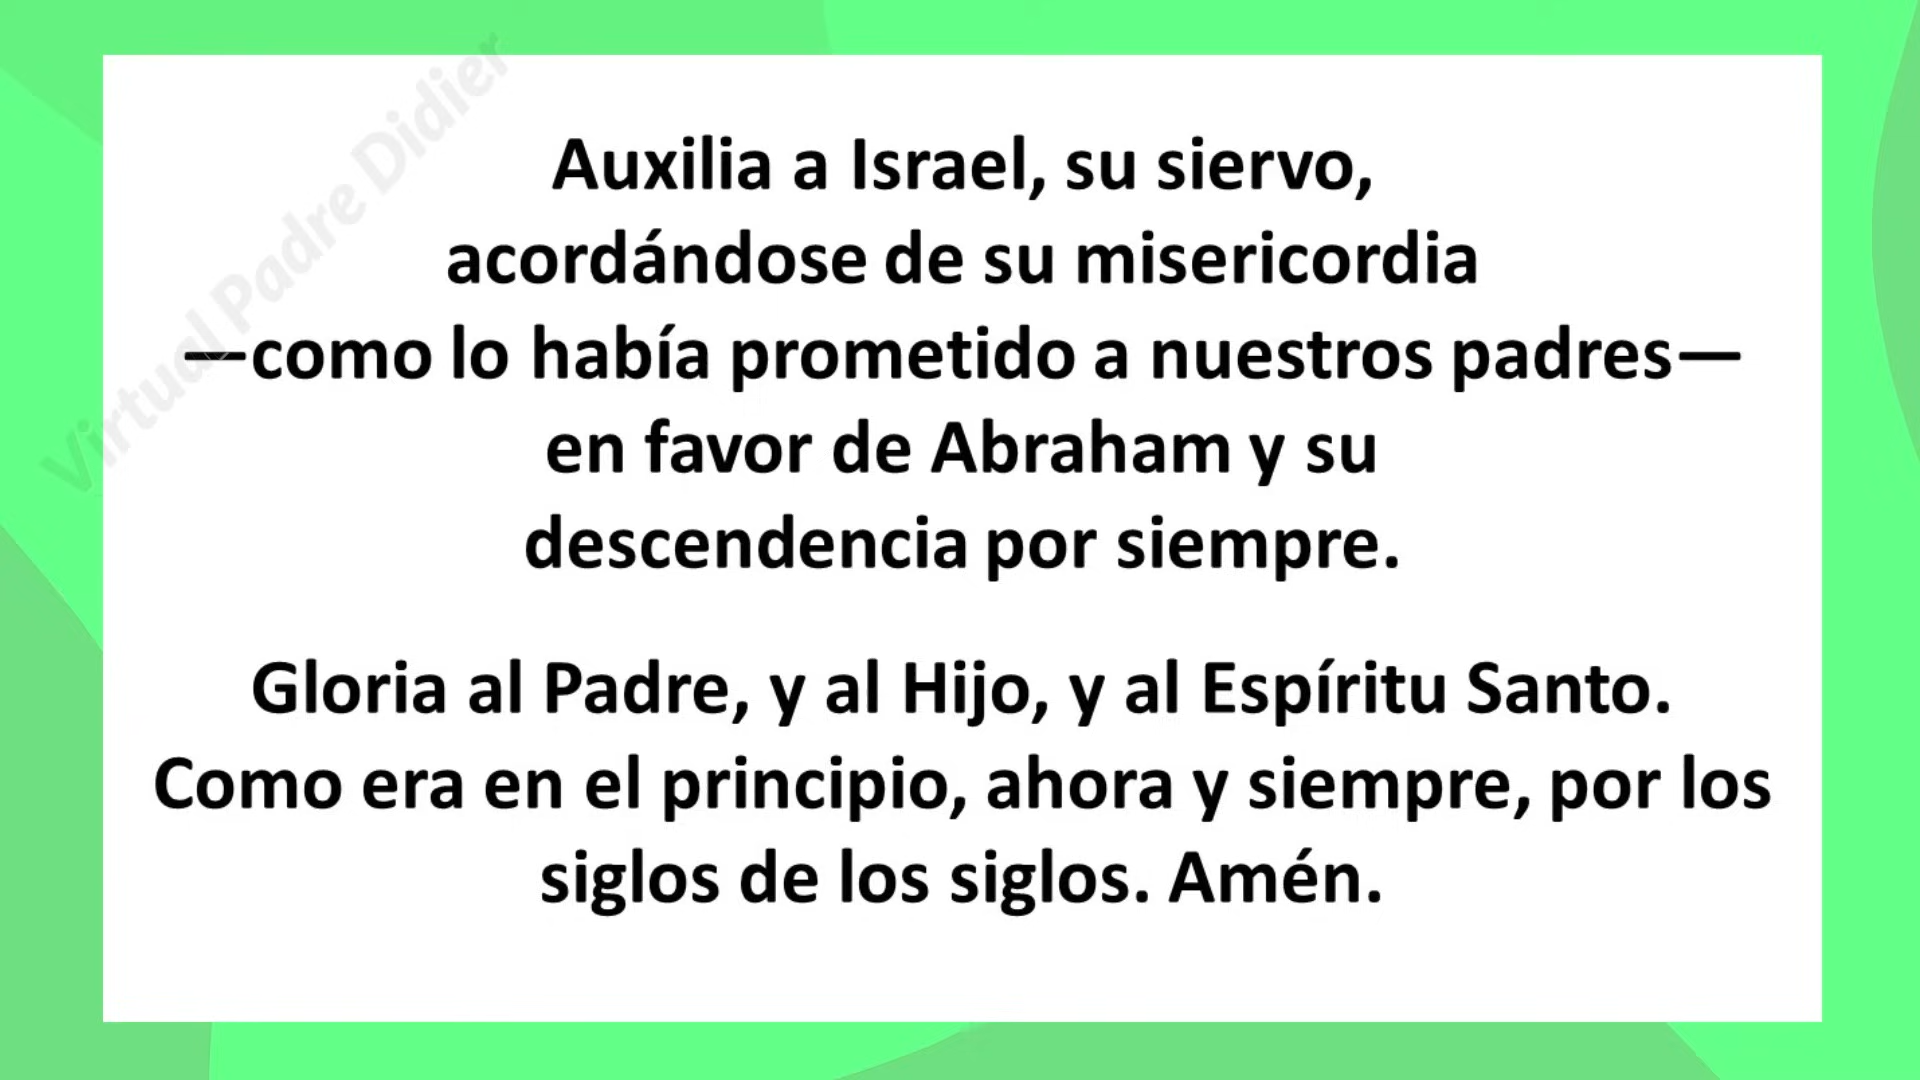 Virtual Padre Didier
Auxilia a Israel, su siervo,
acordándose de su misericordia
—como lo había prometido a nuestros padres—
en favor de Abraham y su
descendencia por siempre.
Gloria al Padre, y al Hijo, y al Espíritu Santo.
Como era en el principio, ahora y siempre, por los
siglos de los siglos. Amén.